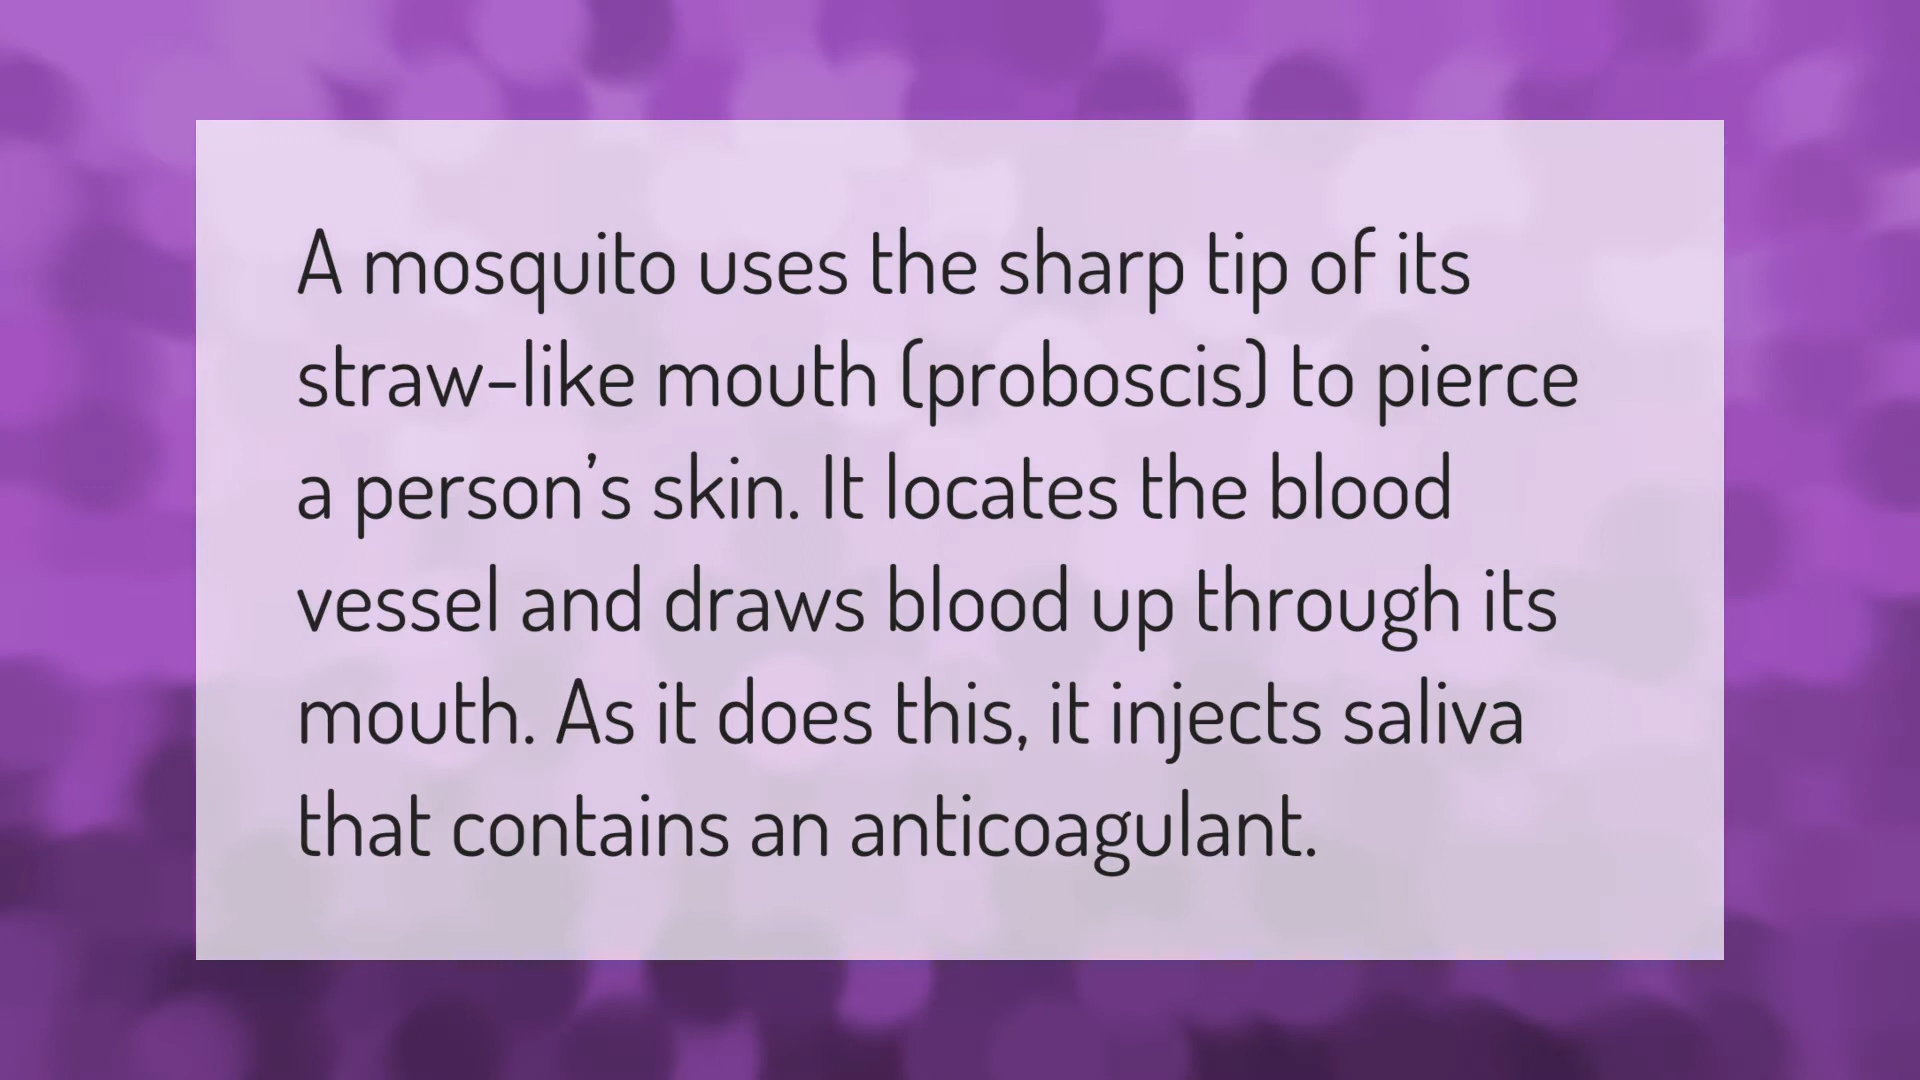 A mosquito uses the sharp tip of its
straw-like mouth (proboscis) to pierce
a person’s skin. It locates the blood
vessel and draws blood up through its
mouth. As it does this, it injects saliva
that contains an anticoagulant.